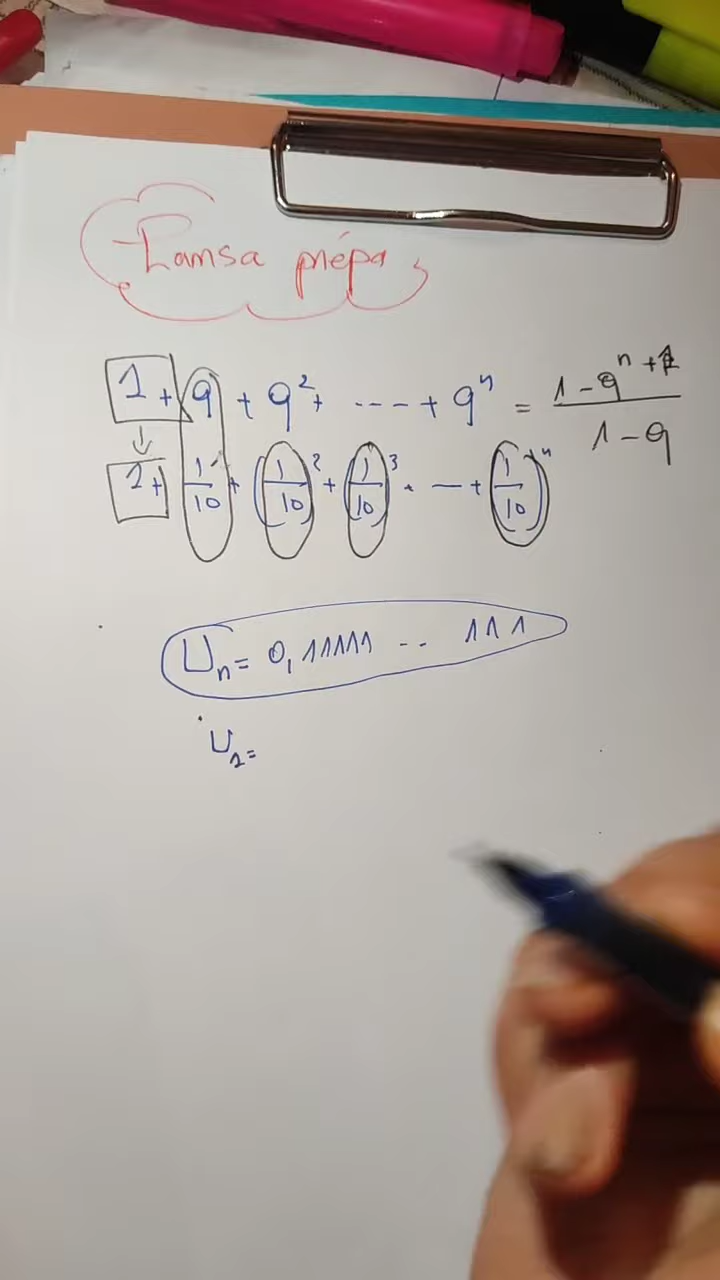 Lamsa prépa
1 + q + q² + ---- + qⁿ = (1 - qⁿ⁺¹)/(1 - q)
↓
1 + 1/10 + (1/10)² + (1/10)³ . — + (1/10)ⁿ
Uₙ = 0,11111 .. 111
U₂ =